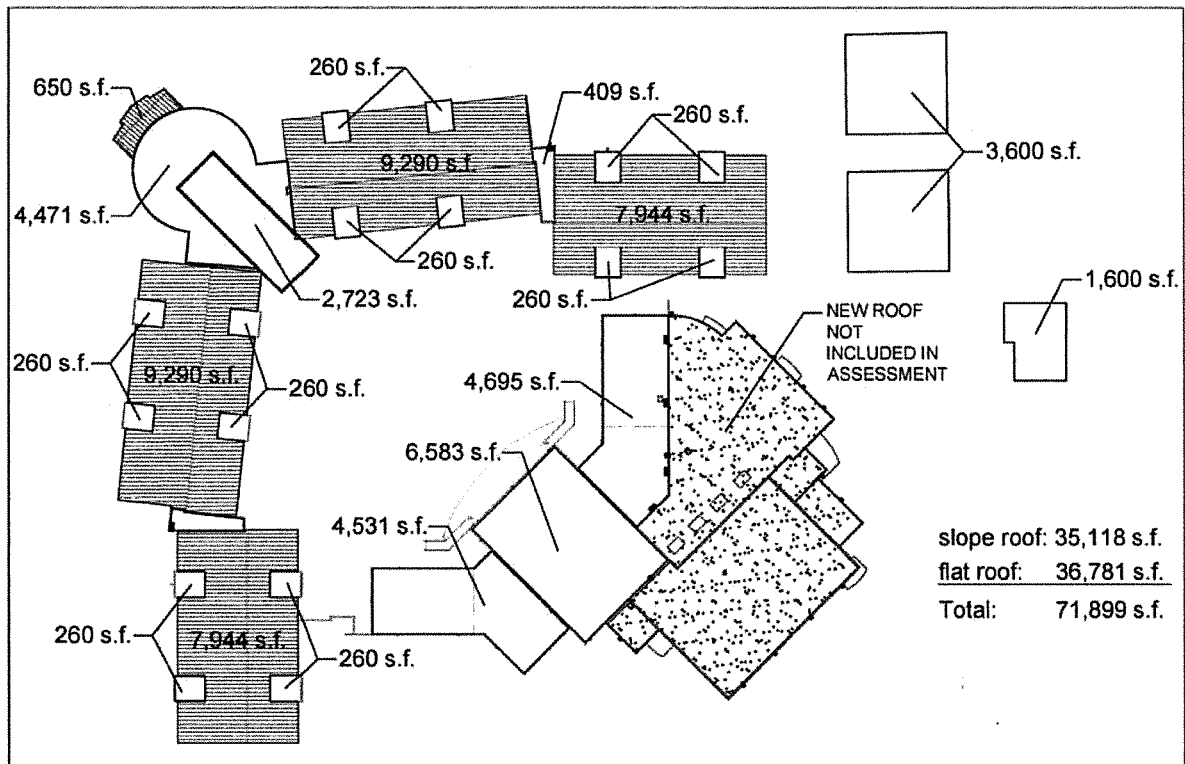 260 s.f.
650 s.f.
409 s.f.
260 s.f.
9,290 s.f.
3,600 s.f.
4,471 s.f.
7,944 s.f.
260 s.f.
2,723 s.f.
260 s.f.
1,600 s.f.
NEW ROOF
NOT
INCLUDED IN
ASSESSMENT
260 s.f.
9,290 s.f.
260 s.f.
4,695 s.f.
6,583 s.f.
4,531 s.f.
slope roof: 35,118 s.f.
flat roof: 36,781 s.f.
Total: 71,899 s.f.
260 s.f.
7,944 s.f.
260 s.f.